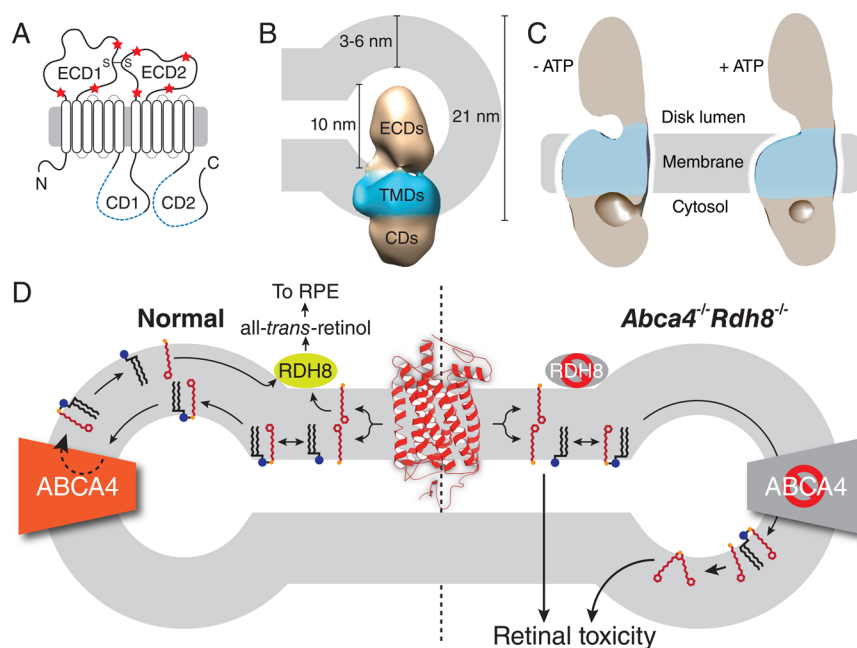 A
ECD1
S
S
ECD2
N
C
CD1
CD2
B
3-6 nm
10 nm
21 nm
ECDs
TMDs
CDs
C
- ATP
+ ATP
Disk lumen
Membrane
Cytosol
D
Normal
To RPE
all-trans-retinol
RDH8
ABCA4
Abca4-/-Rdh8-/-
RDH8
ABCA4
Retinal toxicity